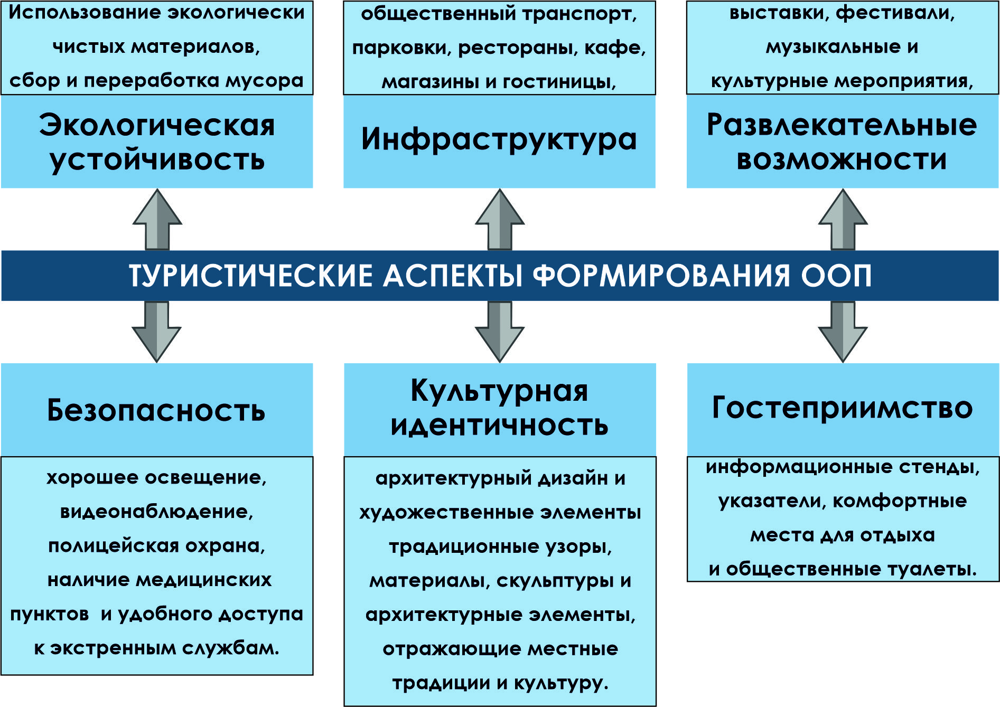 Использование экологически
чистых материалов,
сбор и переработка мусора
Экологическая
устойчивость
общественный транспорт,
парковки, рестораны, кафе,
магазины и гостиницы,
Инфраструктура
выставки, фестивали,
музыкальные и
культурные мероприятия,
Развлекательные
возможности
ТУРИСТИЧЕСКИЕ АСПЕКТЫ ФОРМИРОВАНИЯ ООП
Безопасность
хорошее освещение,
видеонаблюдение,
полицейская охрана,
наличие медицинских
пунктов и удобного доступа
к экстренным службам.
Культурная
идентичность
архитектурный дизайн и
художественные элементы
традиционные узоры,
материалы, скульптуры и
архитектурные элементы,
отражающие местные
традиции и культуру.
Гостеприимство
информационные стенды,
указатели, комфортные
места для отдыха
и общественные туалеты.